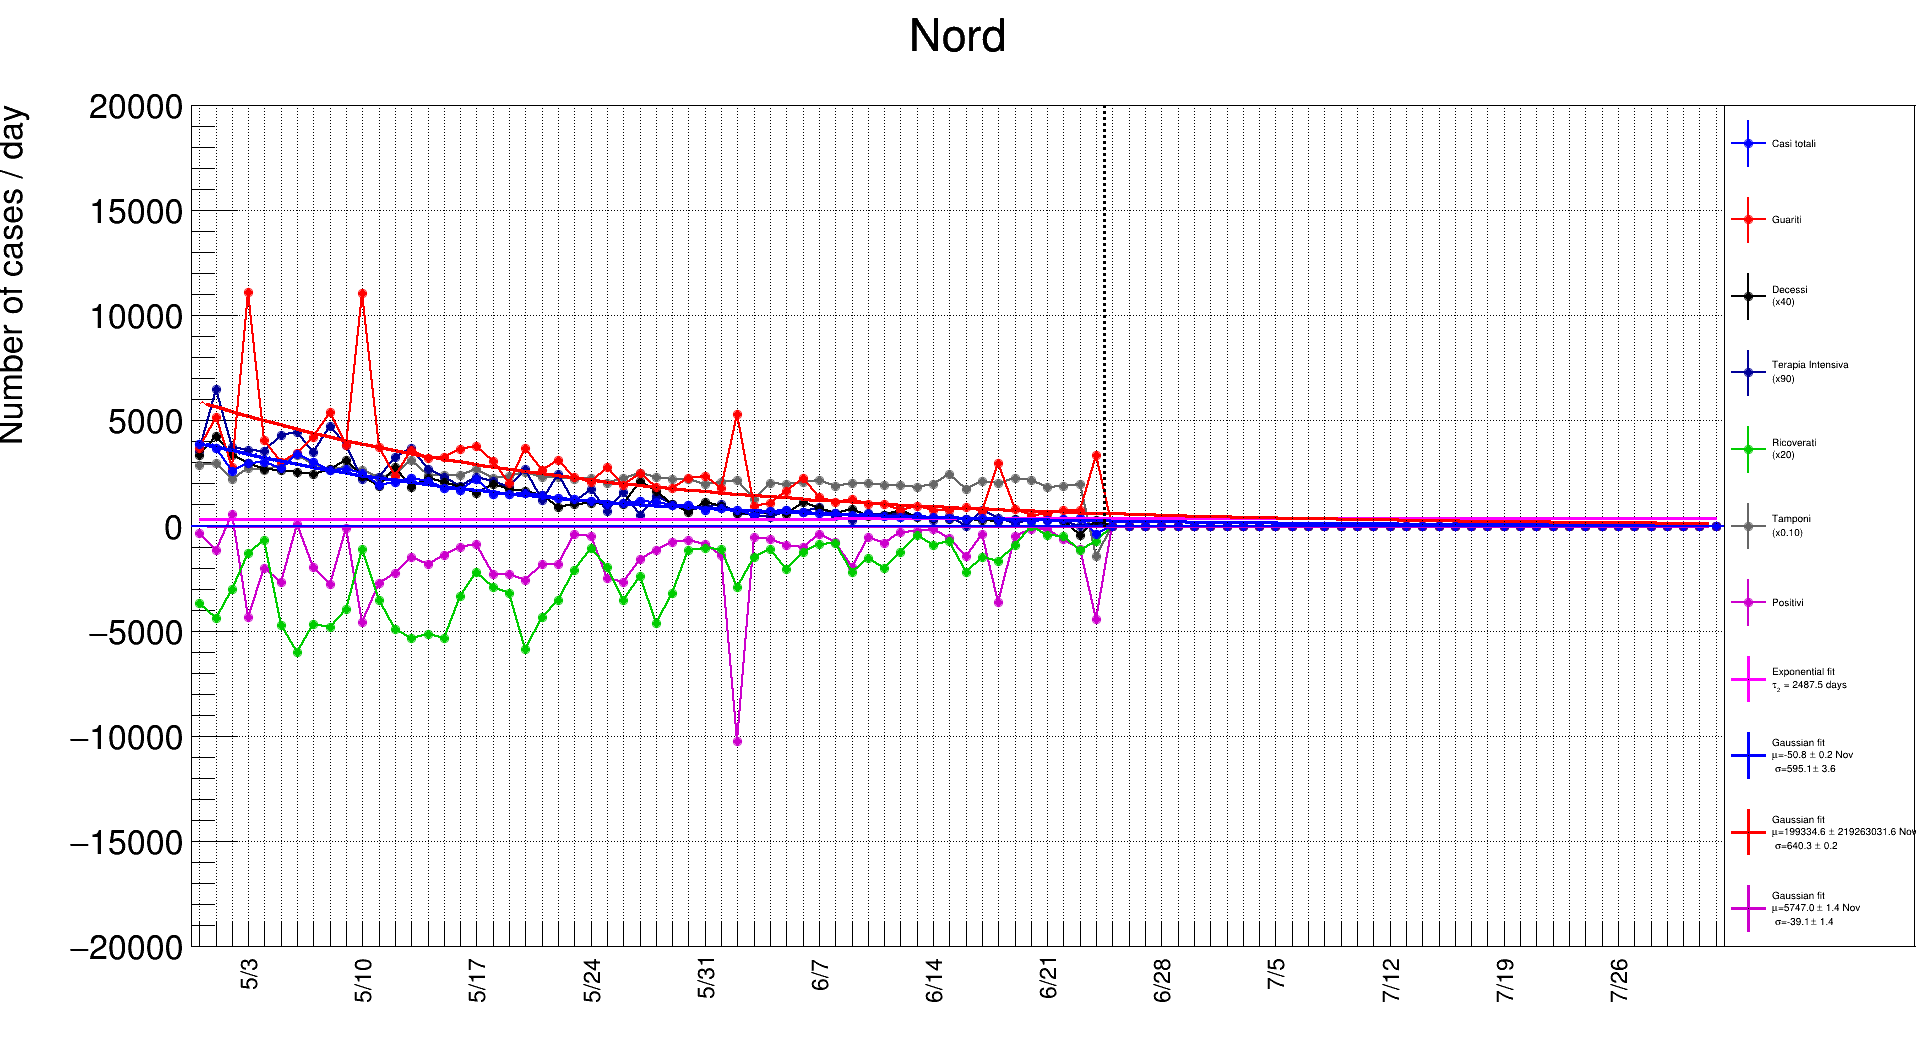 Nord
Number of cases / day
20000
15000
10000
5000
0
−5000
−10000
−15000
−20000
5/3
5/10
5/17
5/24
5/31
6/7
6/14
6/21
6/28
7/5
7/12
7/19
7/26
Casi totali
Guariti
Decessi
(x40)
Terapia Intensiva
(x90)
Ricoverati
(x20)
Tamponi
(x0.10)
Positivi
Exponential fit
τ₂ = 2487.5 days
Gaussian fit
μ=-50.8 ± 0.2 Nov
σ=595.1± 3.6
Gaussian fit
μ=199334.6 ± 219263031.6 Nov
σ=640.3 ± 0.2
Gaussian fit
μ=5747.0 ± 1.4 Nov
σ=-39.1± 1.4